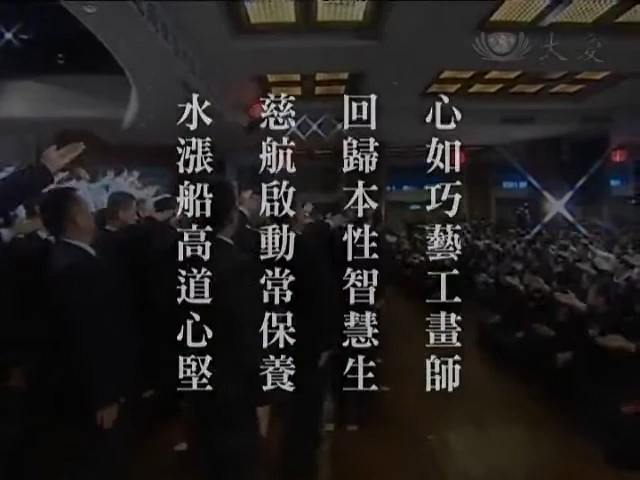 心如巧藝工畫師
回歸本性智慧生
慈航啟動常保養
水漲船高道心堅
大愛